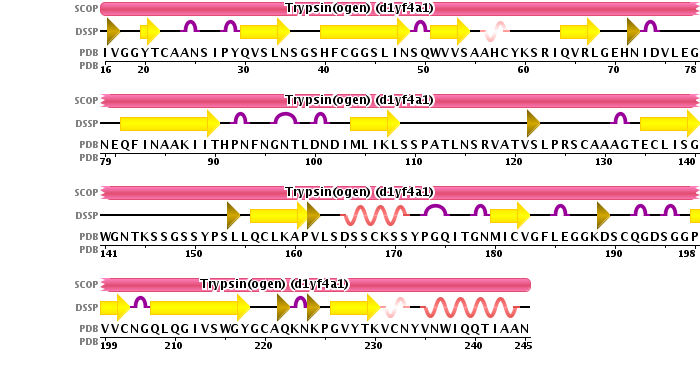 SCOP Trypsin(ogen) (d1yf4a1)
DSSP
PDB IVGGYTCAANSIPYQVSLNSGSHFCGGSLINSQWVVSAAHCYKSRIQVRLGEHNIDVLEG
PDB 16 20 30 40 50 60 70 78
SCOP Trypsin(ogen) (d1yf4a1)
DSSP
PDB NEQFINAAKIITHPNFNGNTLDNDIMLIKLSSPATLNSRVATVSLPRSCAAAGTECLISG
PDB 79 90 100 110 120 130 140
SCOP Trypsin(ogen) (d1yf4a1)
DSSP
PDB WGNTKSSGSSYPSLLQCLKAPVLSDSSCKSSYPGQITGNMICVGFLEGGKDSCQGDSGGP
PDB 141 150 160 170 180 190 198
SCOP Trypsin(ogen) (d1yf4a1)
DSSP
PDB VVCNGQLQGIVSWGYGCAQKNKPGVYTKVCNYVNWIQQTIAAN
PDB 199 210 220 230 240 245